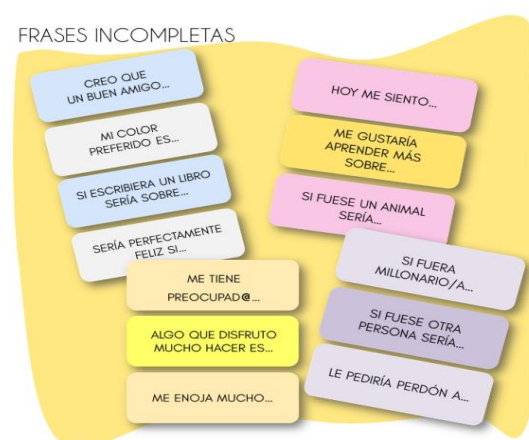 FRASES INCOMPLETAS
CREO QUE
UN BUEN AMIGO...
MI COLOR
PREFERIDO ES...
SI ESCRIBIERA UN LIBRO
SERÍA SOBRE...
SERÍA PERFECTAMENTE
FELIZ SI...
ME TIENE
PREOCUPAD@...
ALGO QUE DISFRUTO
MUCHO HACER ES...
ME ENOJA MUCHO...
HOY ME SIENTO...
ME GUSTARÍA
APRENDER MÁS
SOBRE...
SI FUESE UN ANIMAL
SERÍA...
SI FUERA
MILLONARIO/A...
SI FUESE OTRA
PERSONA SERÍA...
LE PEDIRÍA PERDÓN A...